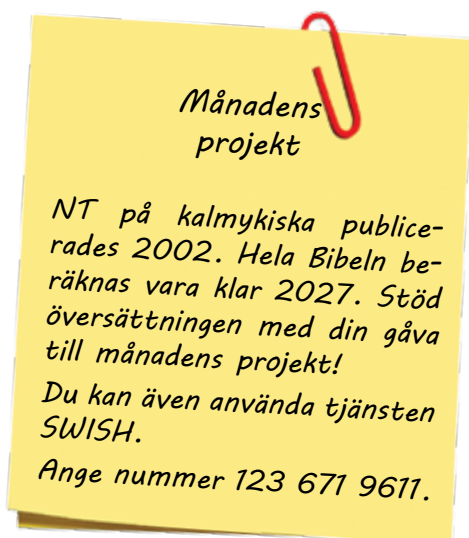 Månadens
projekt
NT på kalmykiska publice-
rades 2002. Hela Bibeln be-
räknas vara klar 2027. Stöd
översättningen med din gåva
till månadens projekt!
Du kan även använda tjänsten
SWISH.
Ange nummer 123 671 9611.